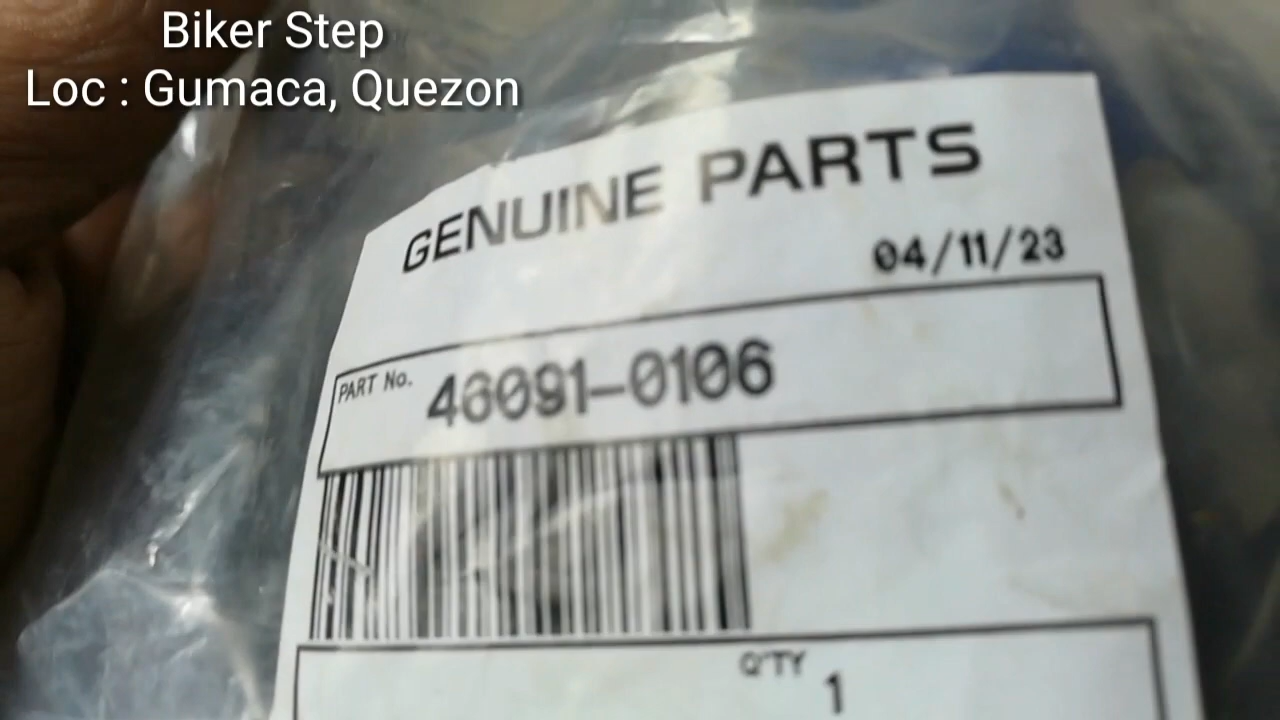 Biker Step
Loc : Gumaca, Quezon
GENUINE PARTS
04/11/23
PART No. 46091-0106
Q'TY
1